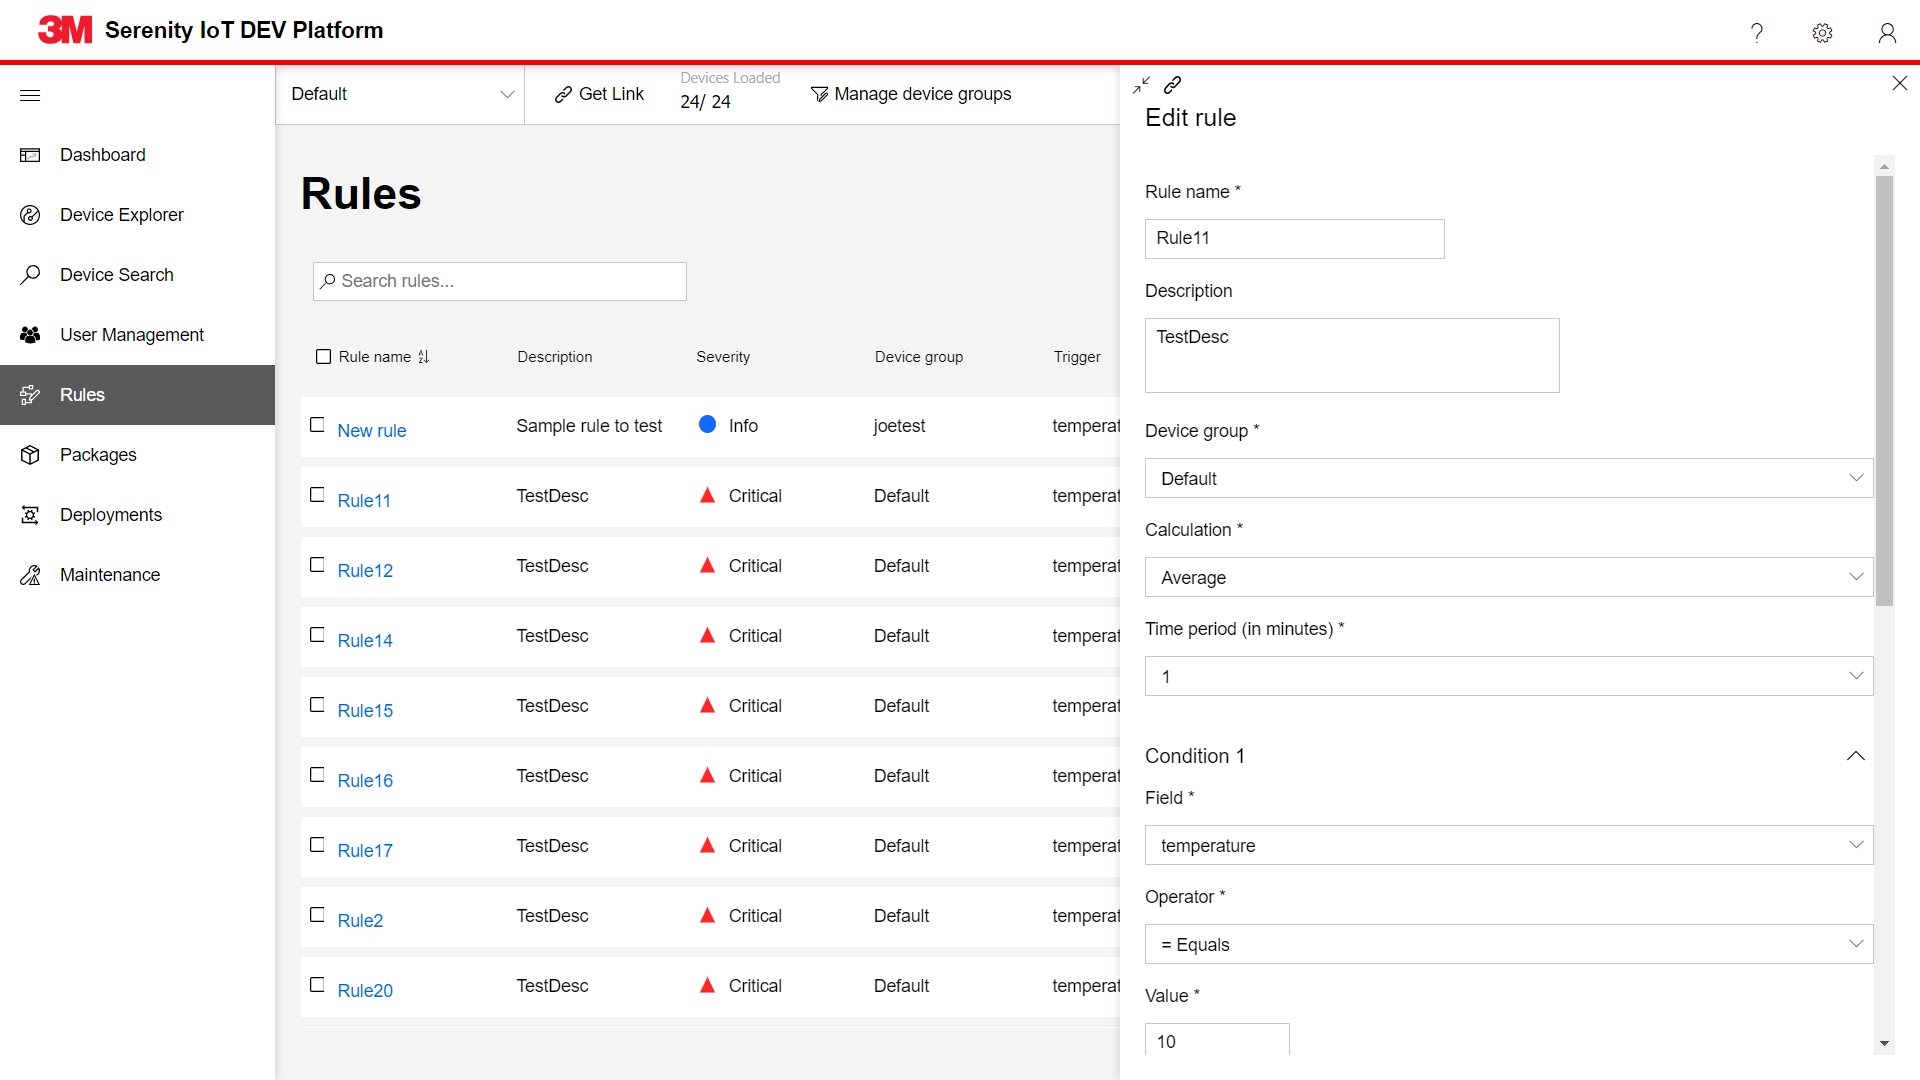 3M Serenity IoT DEV Platform
?
Default
Get Link
Devices Loaded
24/ 24
Manage device groups
Dashboard
Device Explorer
Device Search
User Management
Rules
Packages
Deployments
Maintenance
Rules
Search rules...
Rule name Description Severity Device group Trigger
New rule Sample rule to test Info joetest temperat
Rule11 TestDesc Critical Default temperat
Rule12 TestDesc Critical Default temperat
Rule14 TestDesc Critical Default temperat
Rule15 TestDesc Critical Default temperat
Rule16 TestDesc Critical Default temperat
Rule17 TestDesc Critical Default temperat
Rule2 TestDesc Critical Default temperat
Rule20 TestDesc Critical Default temperat
Edit rule
Rule name *
Rule11
Description
TestDesc
Device group *
Default
Calculation *
Average
Time period (in minutes) *
1
Condition 1
Field *
temperature
Operator *
= Equals
Value *
10